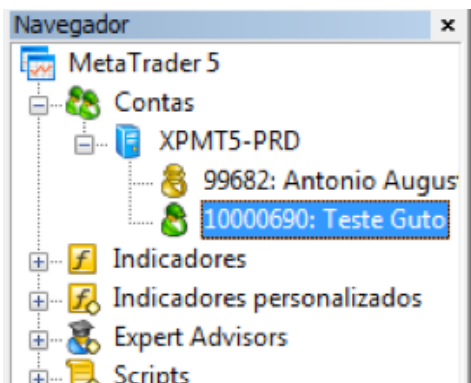 Navegador
MetaTrader 5
Contas
XPMT5-PRD
99682: Antonio Augus
10000690: Teste Guto
Indicadores
Indicadores personalizados
Expert Advisors
Scripts